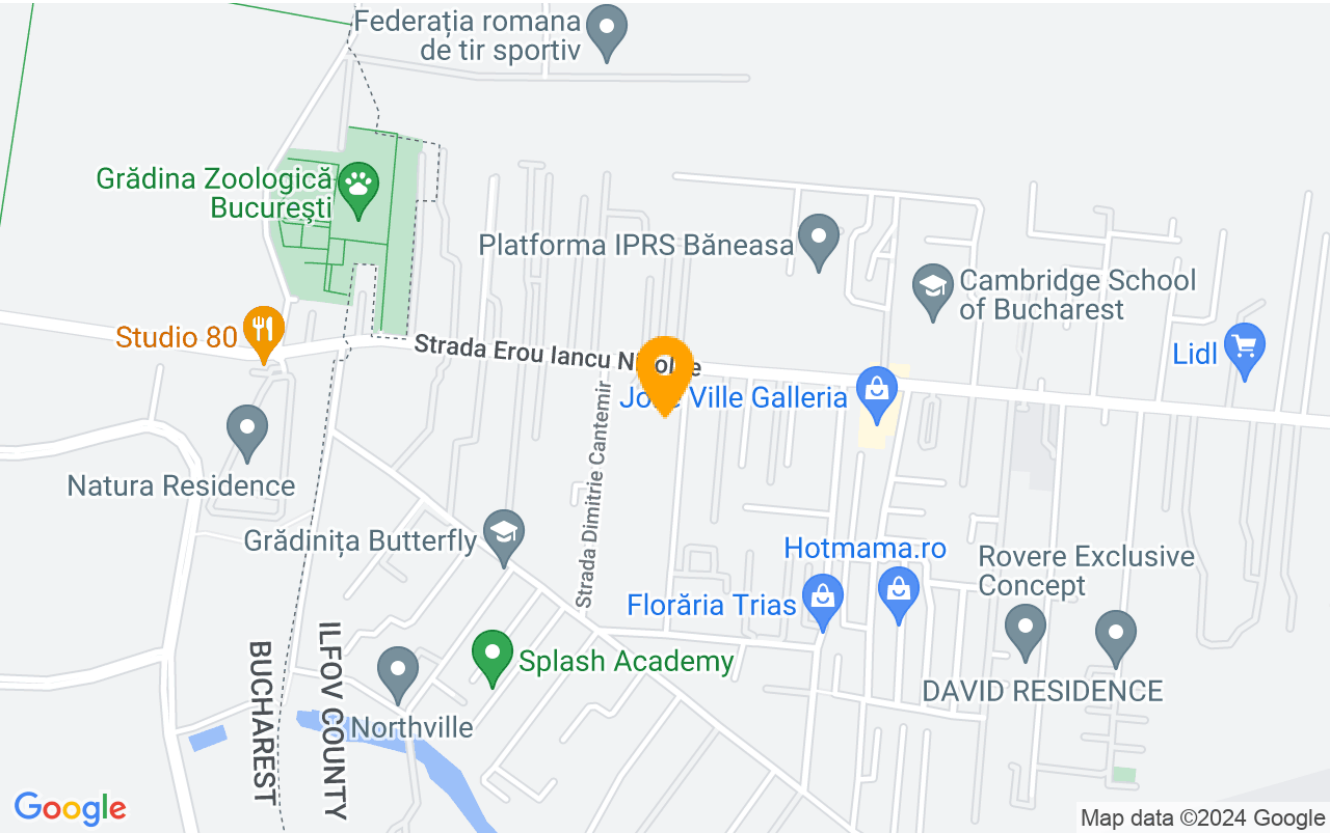 Federația romana
de tir sportiv
Grădina Zoologică
Bucureşti
Platforma IPRS Băneasa
Cambridge School
of Bucharest
Studio 80
Strada Erou Iancu
Lidl
Ville Galleria
Strada Dimitrie Cantemir
Natura Residence
Grădinița Butterfly
Hotmama.ro
Rovere Exclusive
Concept
Florăria Trias
Splash Academy
DAVID RESIDENCE
BUCHAREST
ILFOV COUNTY
Northville
Google
Map data ©2024 Google